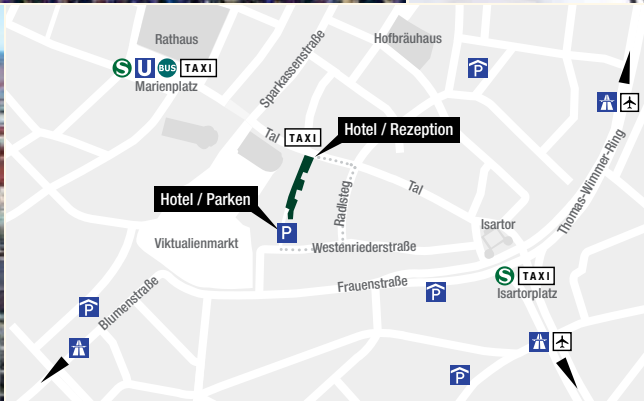 Rathaus
Hofbräuhaus
Sparkassenstraße
S U BUS TAXI
Marienplatz
P
Tal
TAXI
Hotel / Rezeption
Thomas-Wimmer-Ring
Hotel / Parken
Radlsteg
Tal
P
Isartor
Viktualienmarkt
Westenriederstraße
S TAXI
Isartorplatz
Frauenstraße
P
Blumenstraße
P
P